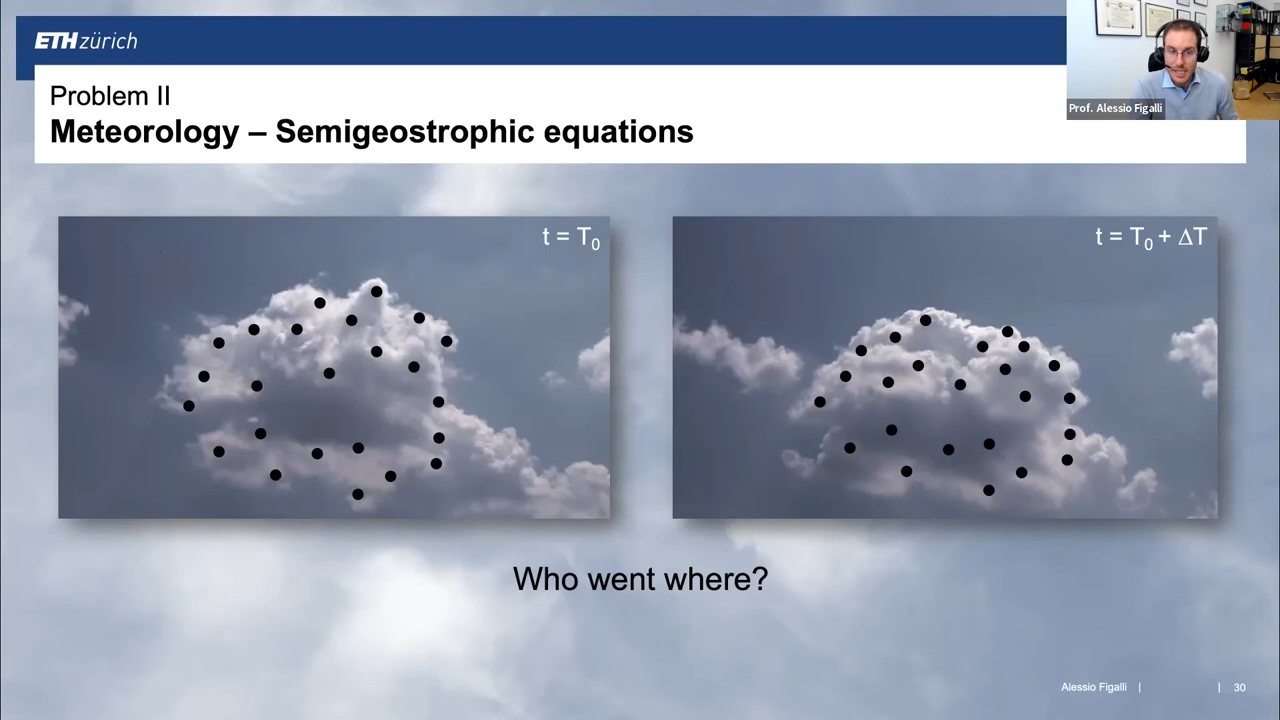 ETH zürich
Prof. Alessio Figalli
Problem II
Meteorology – Semigeostrophic equations
t = T0
t = T0 + ΔT
Who went where?
Alessio Figalli | | 30